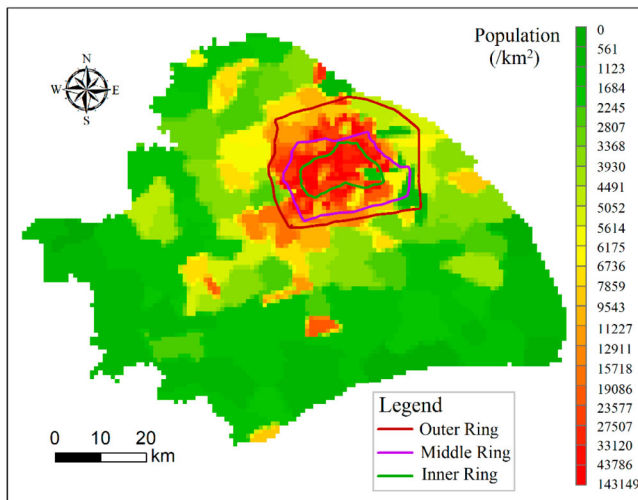 Population
(/km²)
N
W E
S
0
561
1123
1684
2245
2807
3368
3930
4491
5052
5614
6175
6736
7859
9543
11227
12911
15718
19086
23577
27507
33120
43786
143149
Legend
Outer Ring
Middle Ring
Inner Ring
0 10 20
km